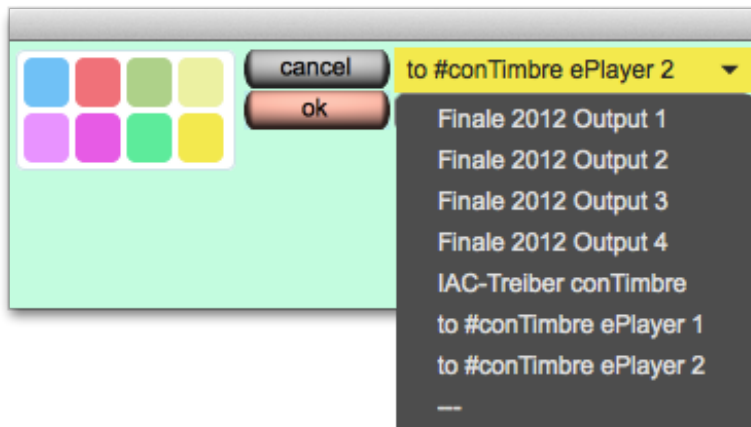 cancel
to #conTimbre ePlayer 2
ok
Finale 2012 Output 1
Finale 2012 Output 2
Finale 2012 Output 3
Finale 2012 Output 4
IAC-Treiber conTimbre
to #conTimbre ePlayer 1
to #conTimbre ePlayer 2
---